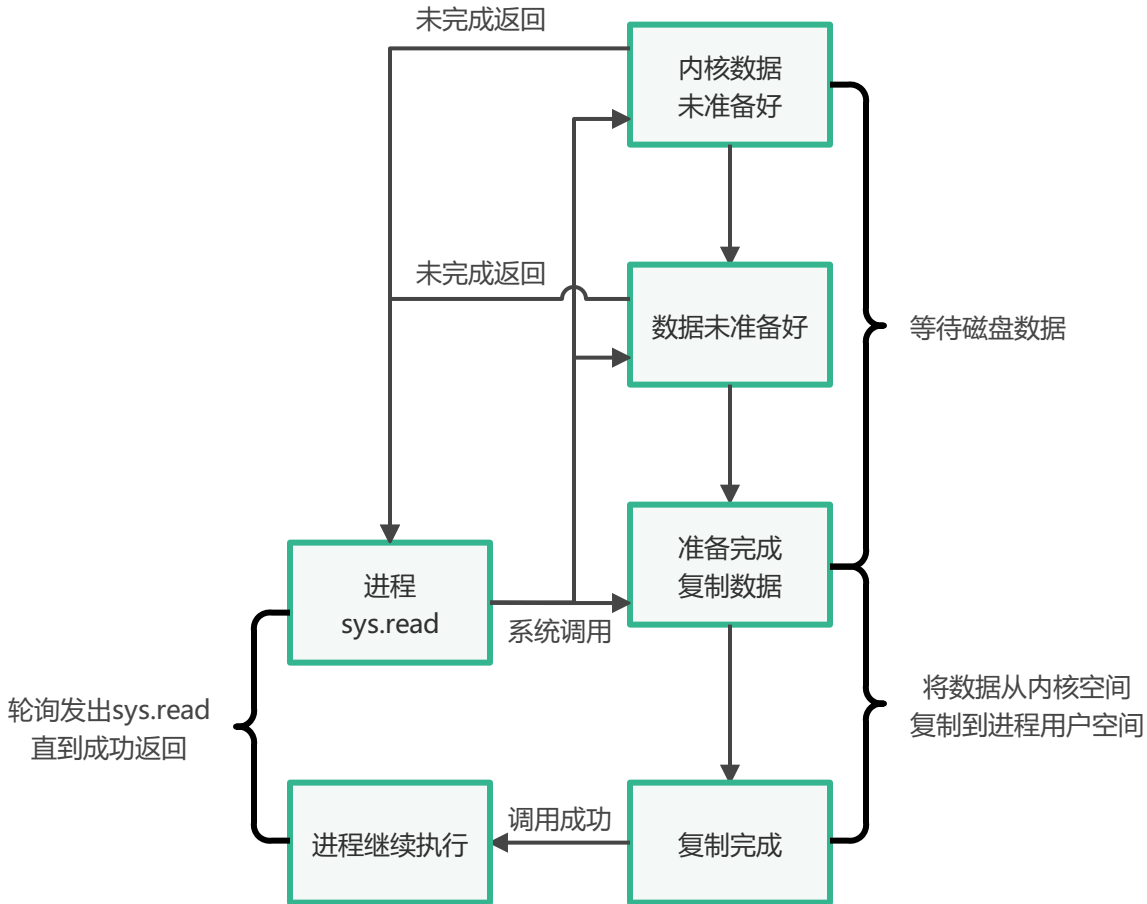 未完成返回
内核数据
未准备好
未完成返回
数据未准备好
等待磁盘数据
准备完成
复制数据
进程
sys.read
系统调用
轮询发出sys.read
直到成功返回
将数据从内核空间
复制到进程用户空间
调用成功
进程继续执行
复制完成